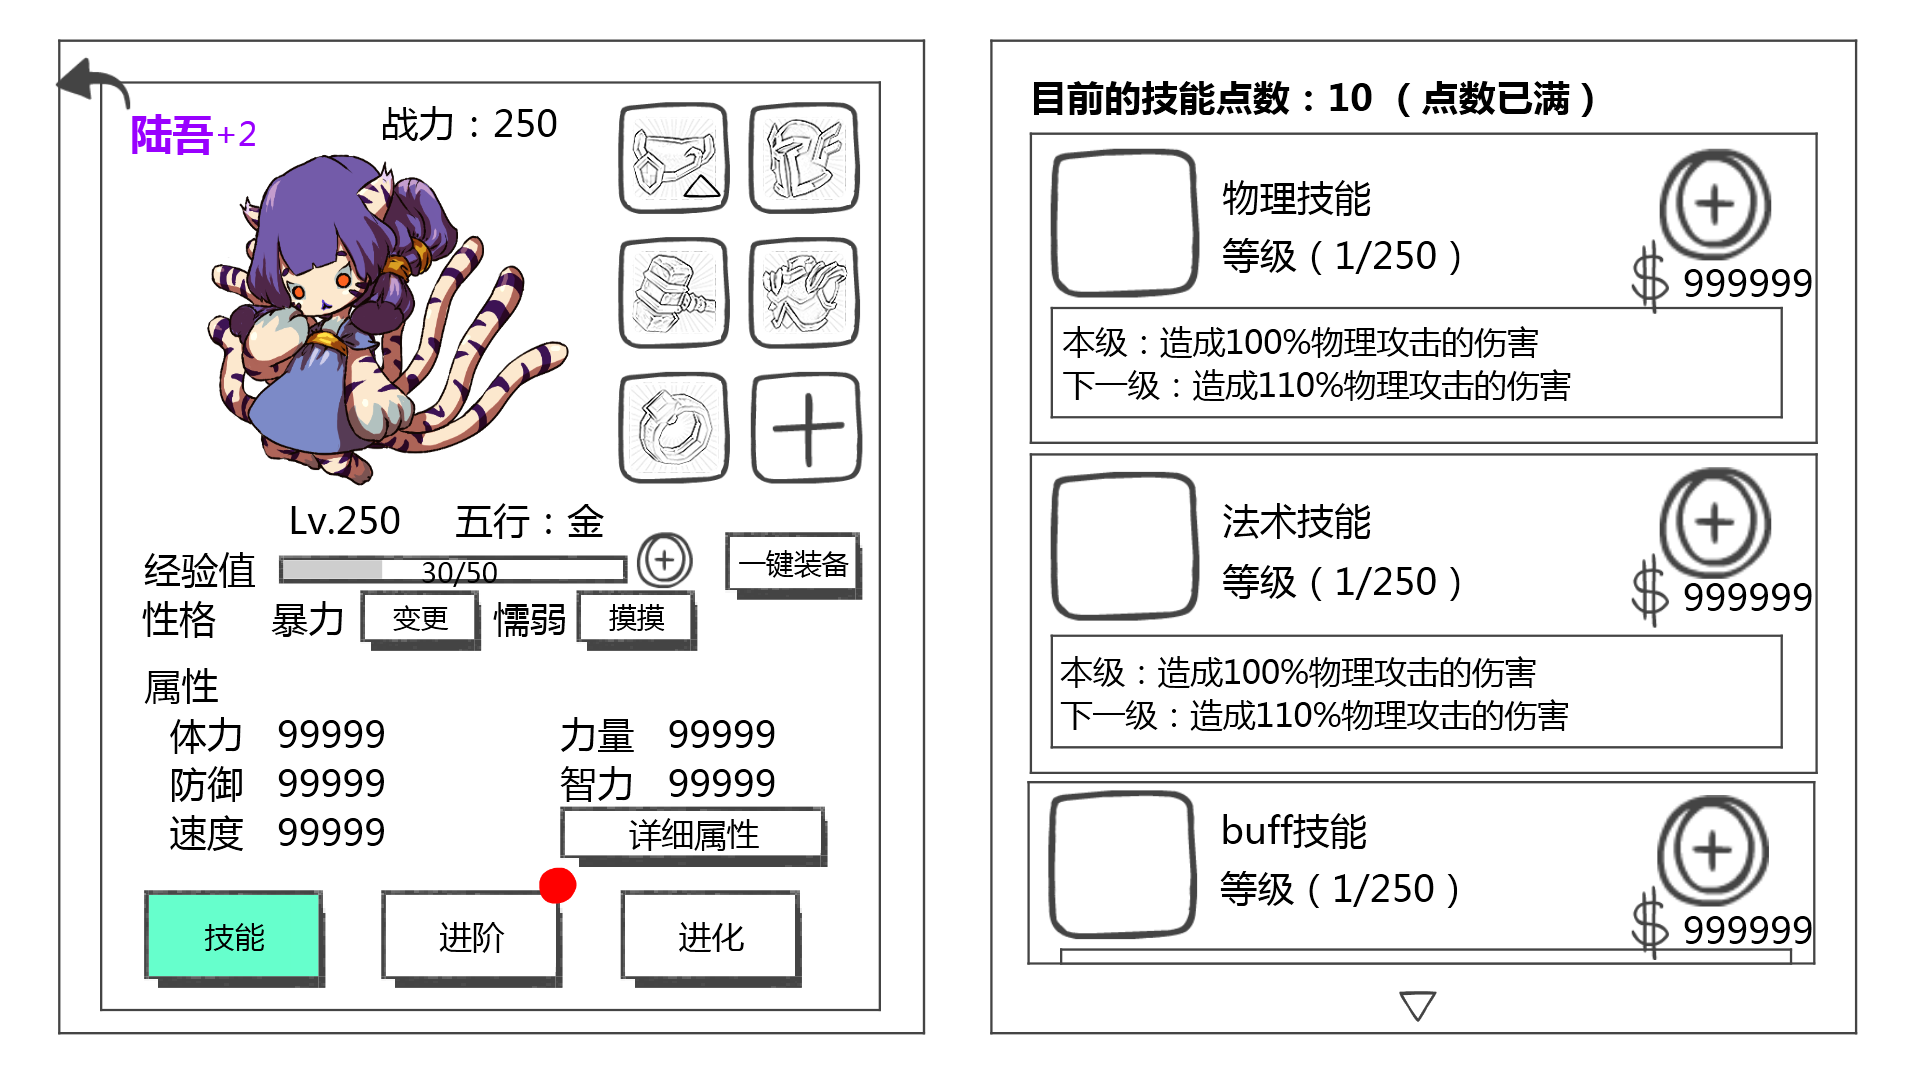 陆吾+2
战力：250
Lv.250 五行：金
经验值 30/50 一键装备
性格 暴力 变更 懦弱 摸摸
属性
体力 99999 力量 99999
防御 99999 智力 99999
速度 99999 详细属性
技能 进阶 进化
目前的技能点数：10（点数已满）
物理技能
等级（1/250）
$ 999999
本级：造成100%物理攻击的伤害
下一级：造成110%物理攻击的伤害
法术技能
等级（1/250）
$ 999999
本级：造成100%物理攻击的伤害
下一级：造成110%物理攻击的伤害
buff技能
等级（1/250）
$ 999999